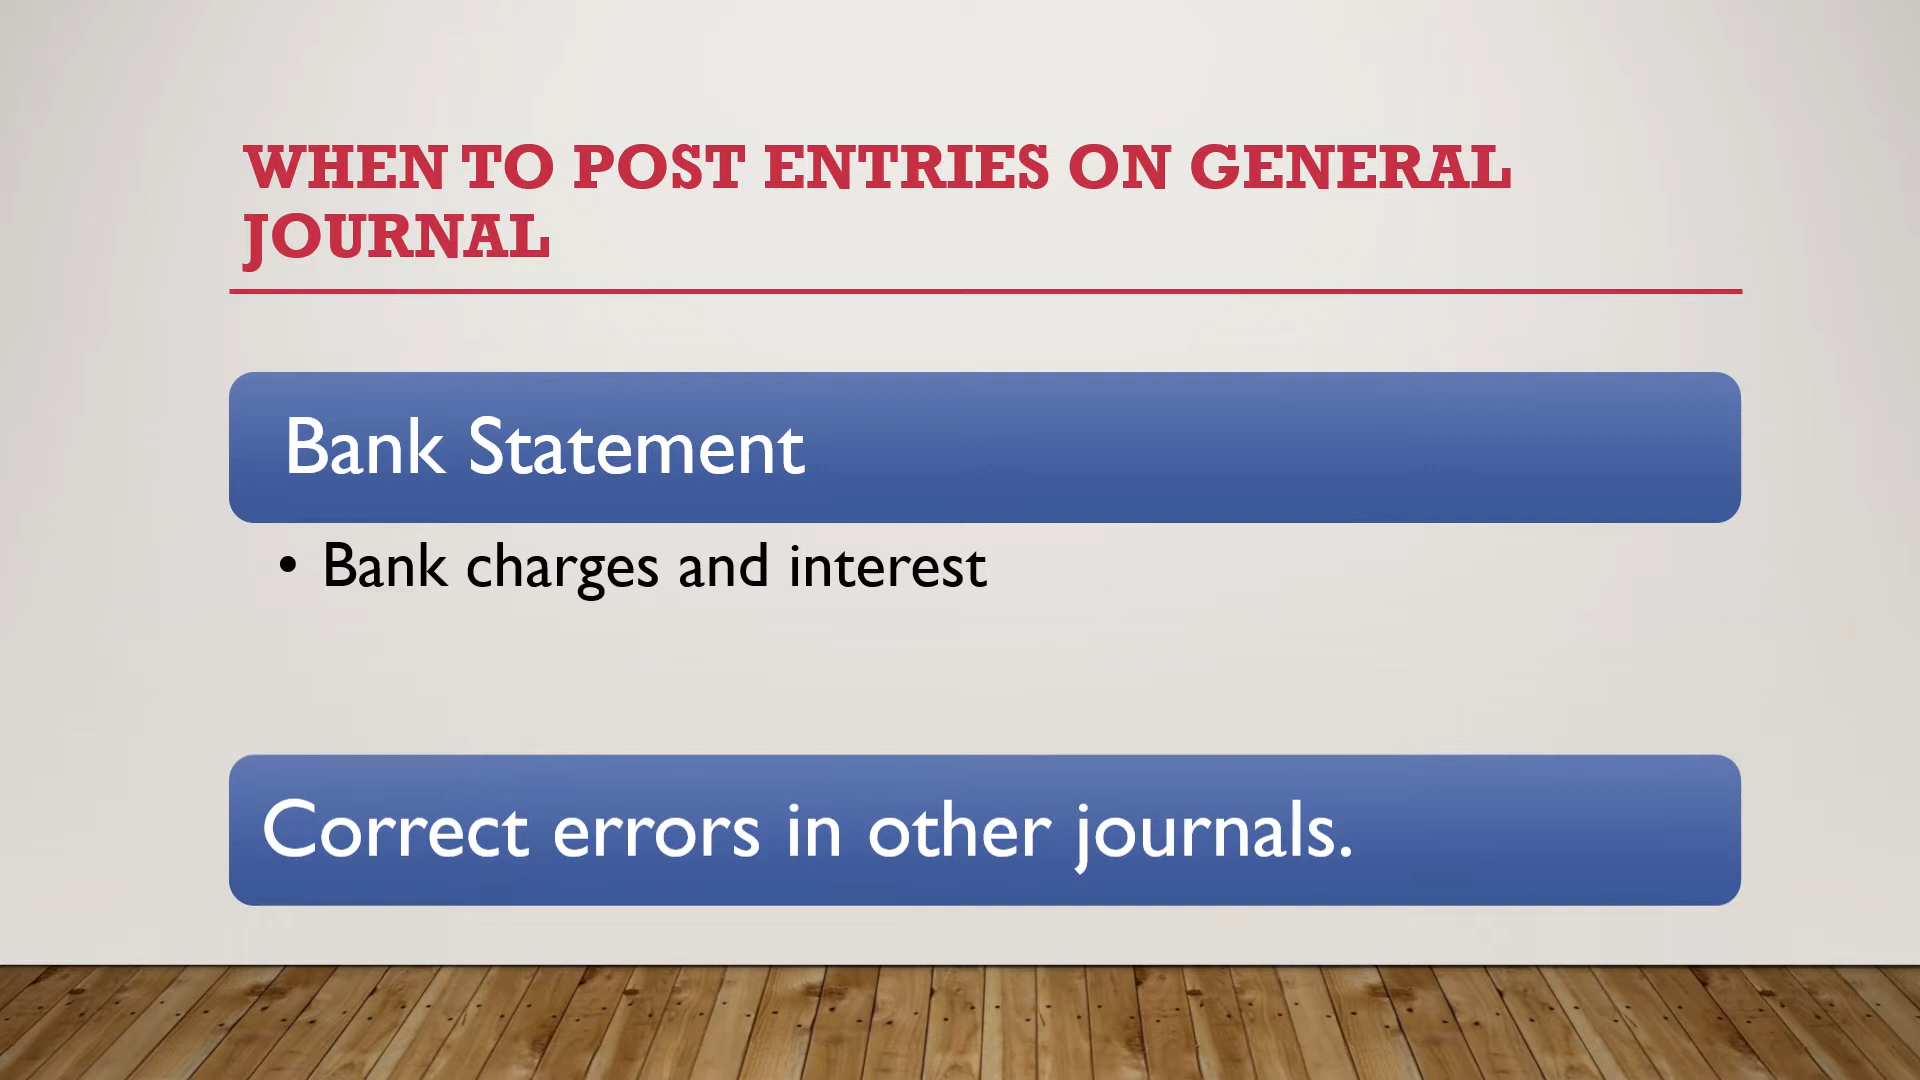 WHEN TO POST ENTRIES ON GENERAL
JOURNAL
Bank Statement
• Bank charges and interest
Correct errors in other journals.